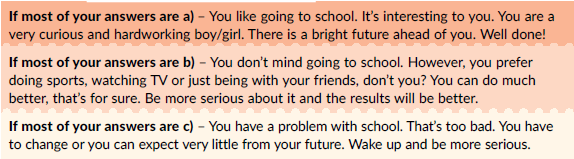 If most of your answers are a) – You like going to school. It's interesting to you. You are a
very curious and hardworking boy/girl. There is a bright future ahead of you. Well done!
If most of your answers are b) – You don't mind going to school. However, you prefer
doing sports, watching TV or just being with your friends, don't you? You can do much
better, that's for sure. Be more serious about it and the results will be better.
If most of your answers are c) – You have a problem with school. That's too bad. You have
to change or you can expect very little from your future. Wake up and be more serious.